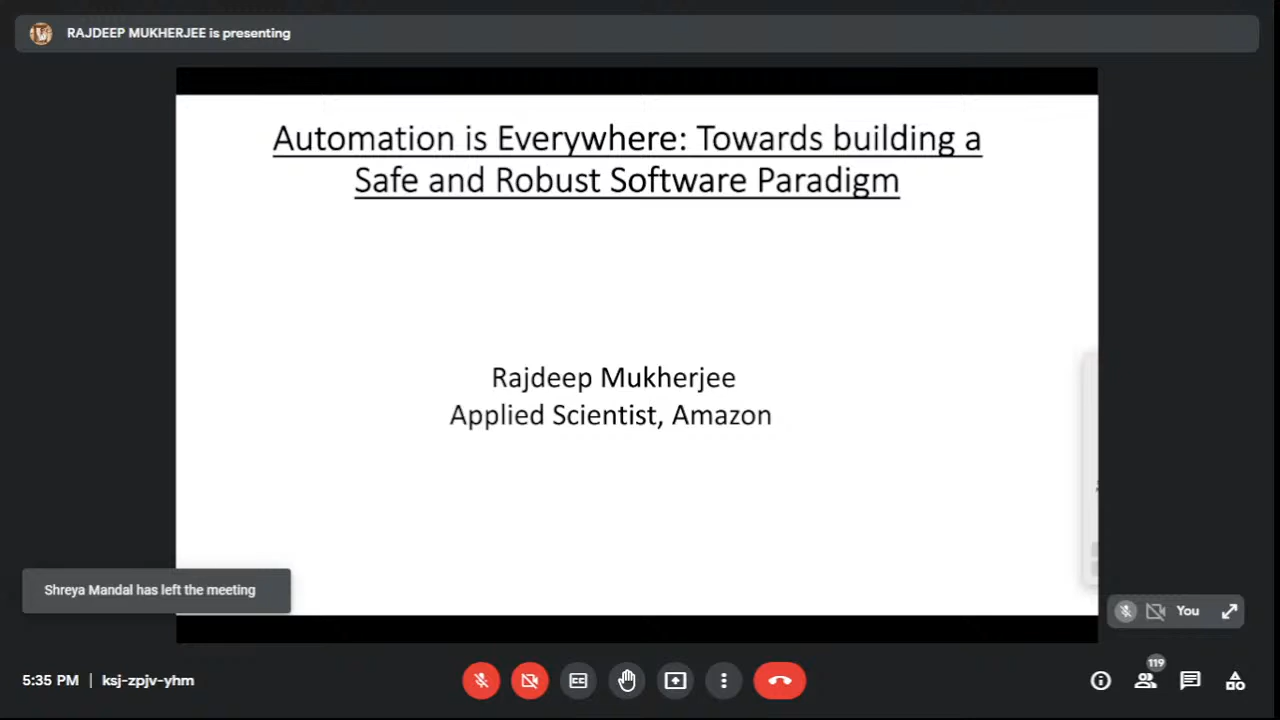 RAJDEEP MUKHERJEE is presenting
Automation is Everywhere: Towards building a
Safe and Robust Software Paradigm
Rajdeep Mukherjee
Applied Scientist, Amazon
Shreya Mandal has left the meeting
You
119
5:35 PM | ksj-zpjv-yhm
CC